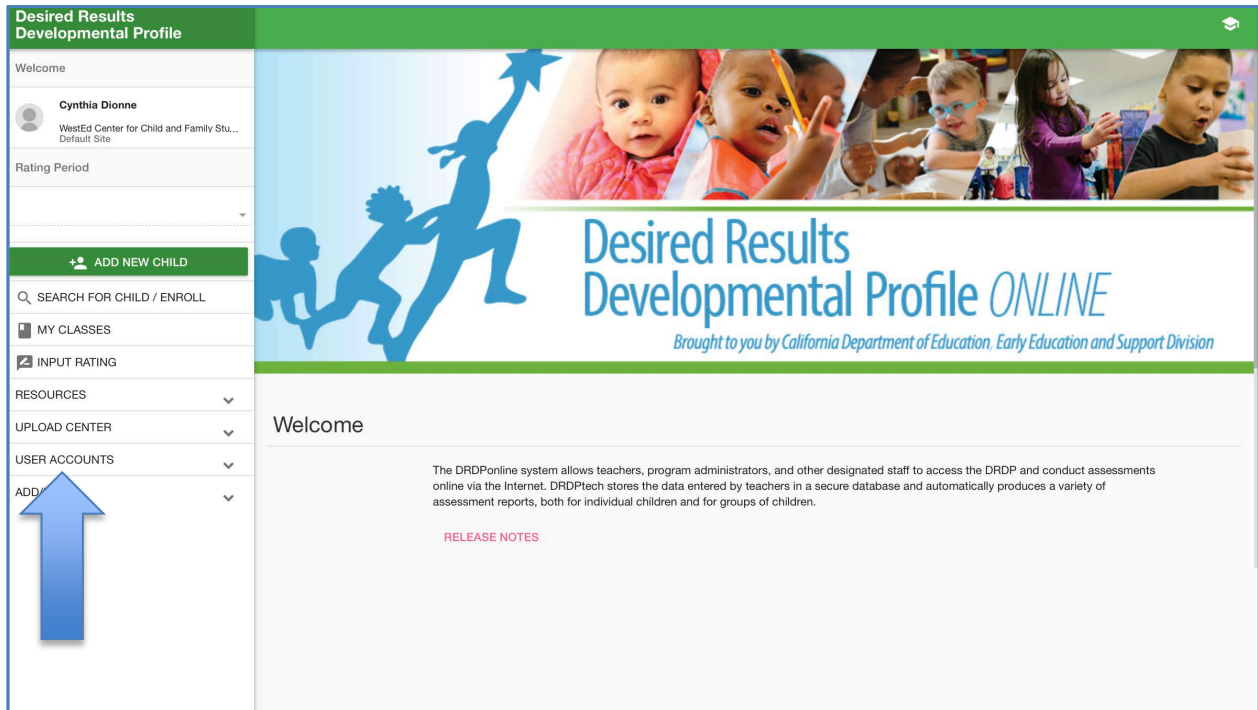 Desired Results
Developmental Profile
Welcome
Cynthia Dionne
WestEd Center for Child and Family Stu...
Default Site
Rating Period
ADD NEW CHILD
SEARCH FOR CHILD / ENROLL
MY CLASSES
INPUT RATING
RESOURCES
UPLOAD CENTER
USER ACCOUNTS
ADD/
Desired Results
Developmental Profile ONLINE
Brought to you by California Department of Education, Early Education and Support Division
Welcome
The DRDPonline system allows teachers, program administrators, and other designated staff to access the DRDP and conduct assessments
online via the Internet. DRDPtech stores the data entered by teachers in a secure database and automatically produces a variety of
assessment reports, both for individual children and for groups of children.
RELEASE NOTES